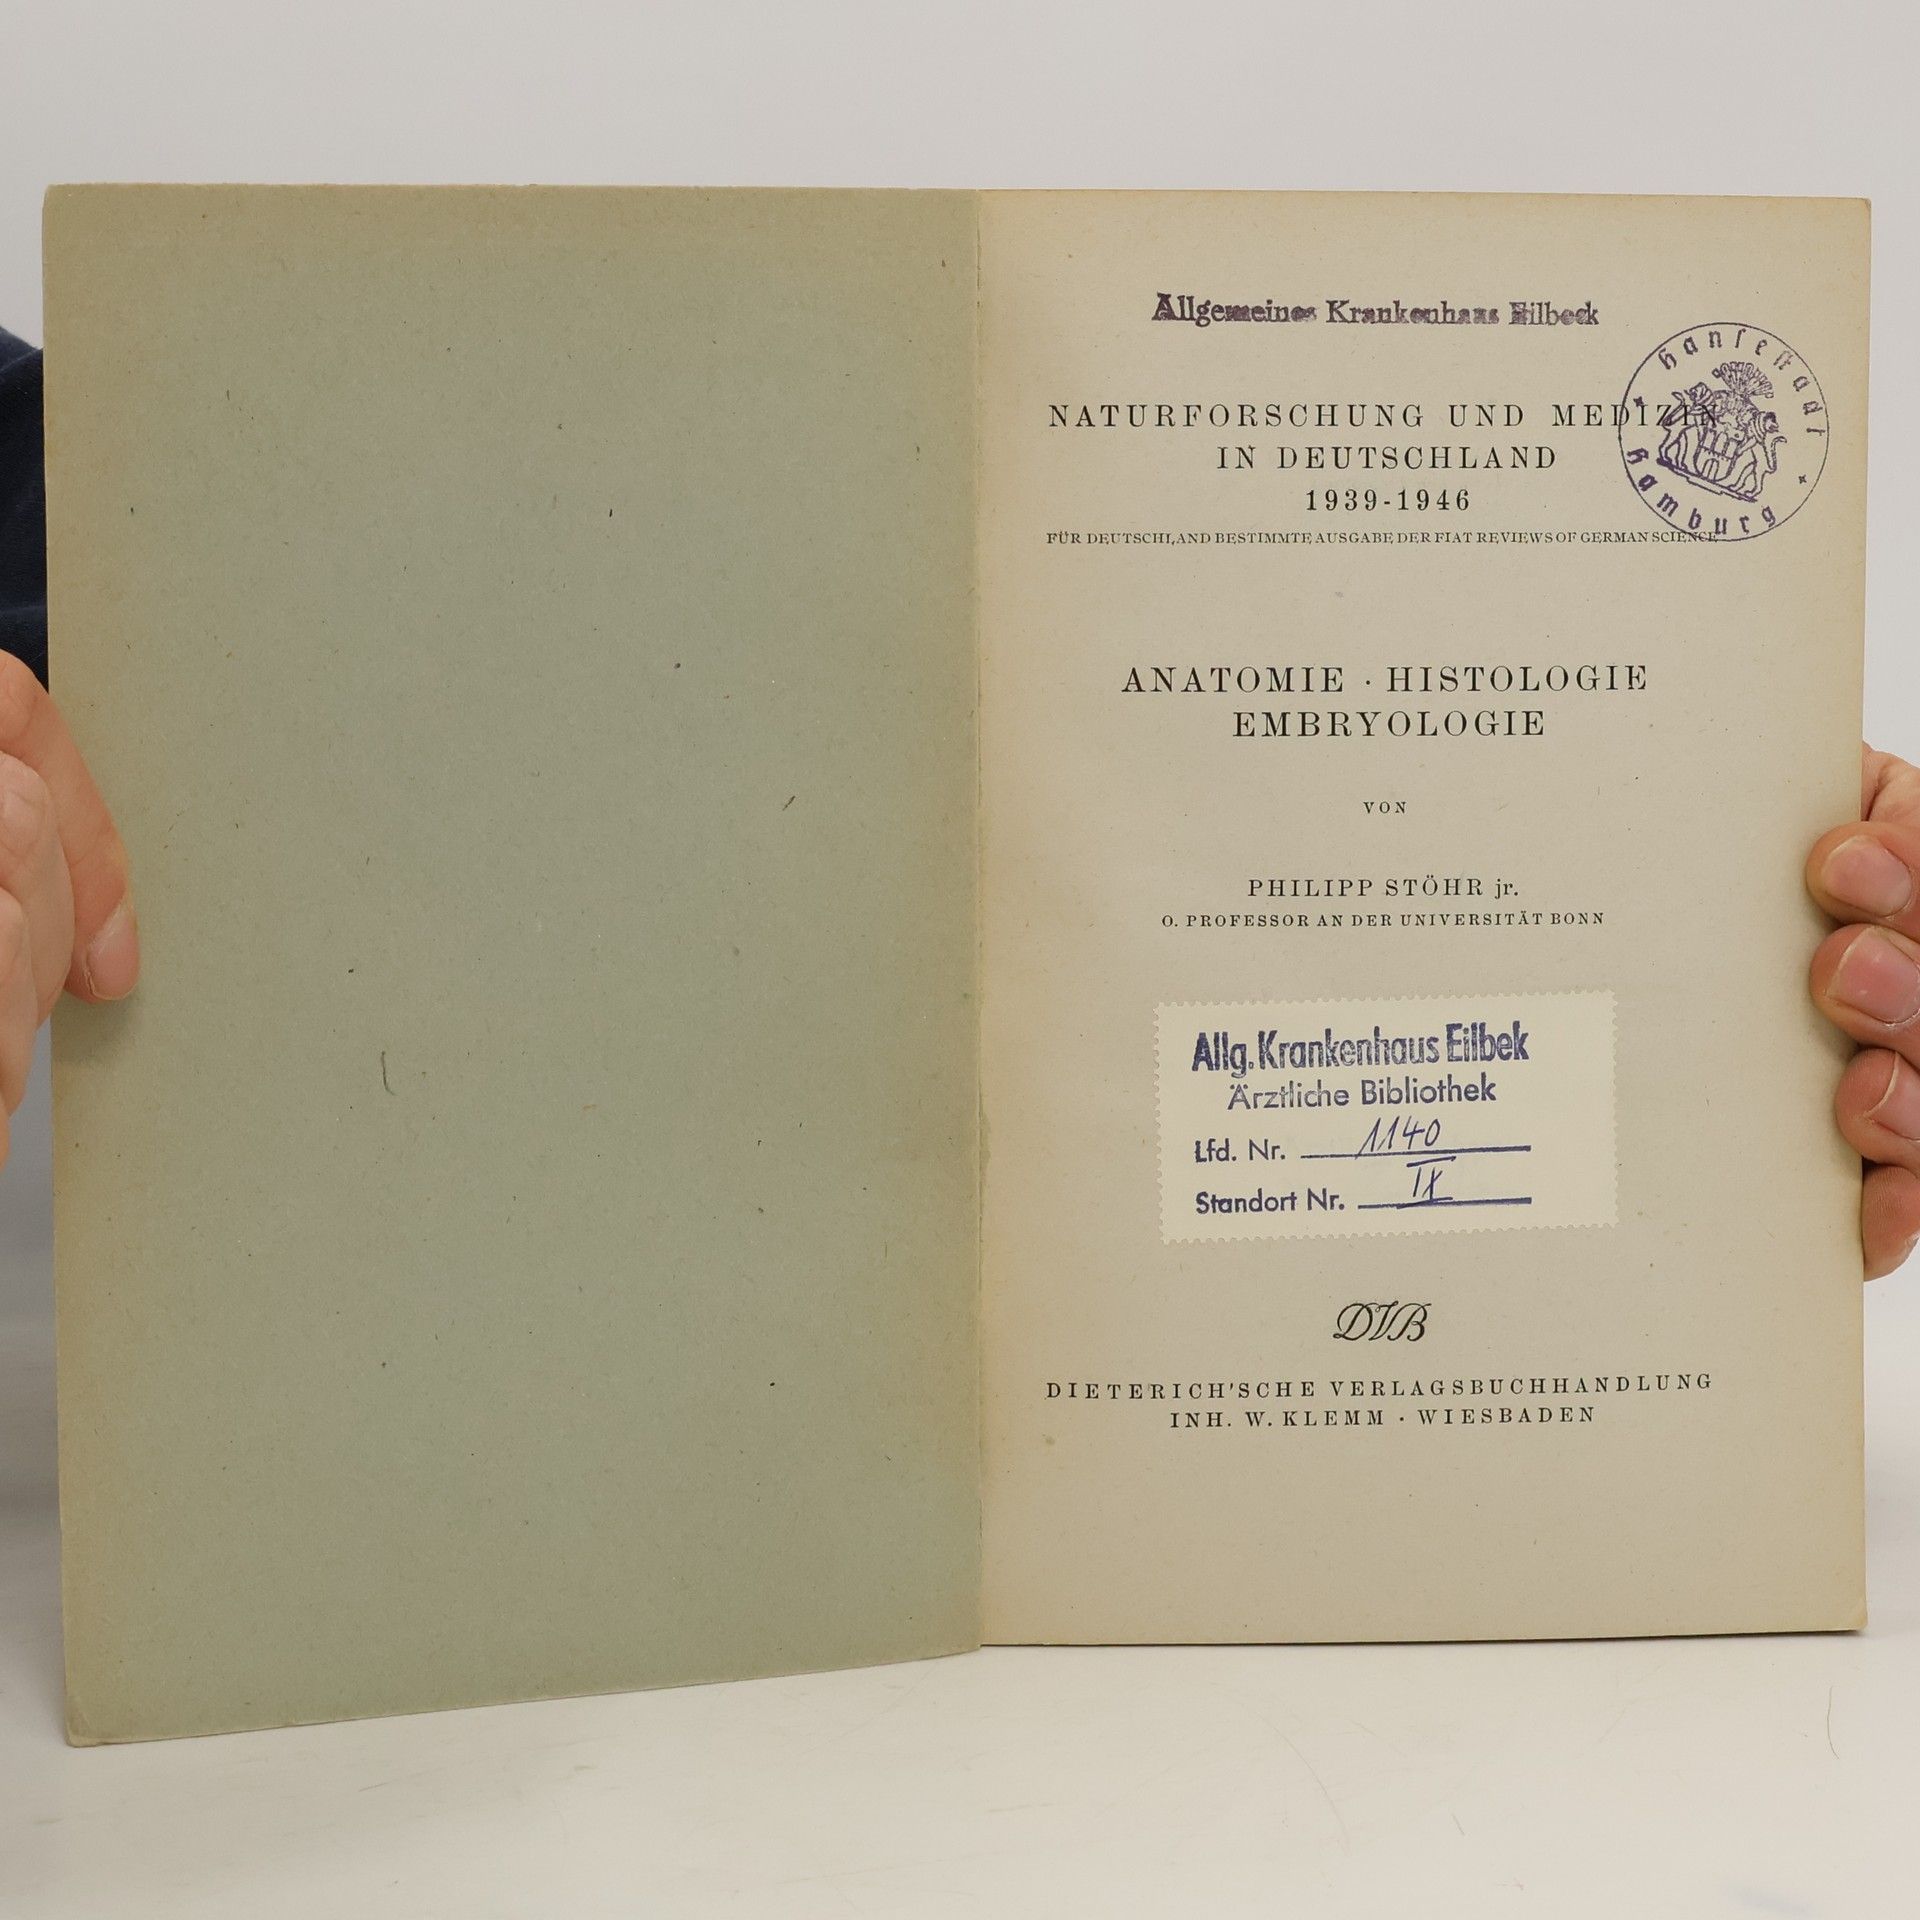 Allgemeines Krankenhaus Eilbeck
Hansestadt
Hamburg
NATURFORSCHUNG UND MEDIZIN
IN DEUTSCHLAND
1939-1946
FÜR DEUTSCHLAND BESTIMMTE AUSGABE DER FIAT REVIEWS OF GERMAN SCIENCE
ANATOMIE · HISTOLOGIE
EMBRYOLOGIE
VON
PHILIPP STÖHR jr.
O. PROFESSOR AN DER UNIVERSITÄT BONN
Allg. Krankenhaus Eilbek
Ärztliche Bibliothek
Lfd. Nr. 1140
Standort Nr. IX
DVB
DIETERICH'SCHE VERLAGSBUCHHANDLUNG
INH. W. KLEMM · WIESBADEN